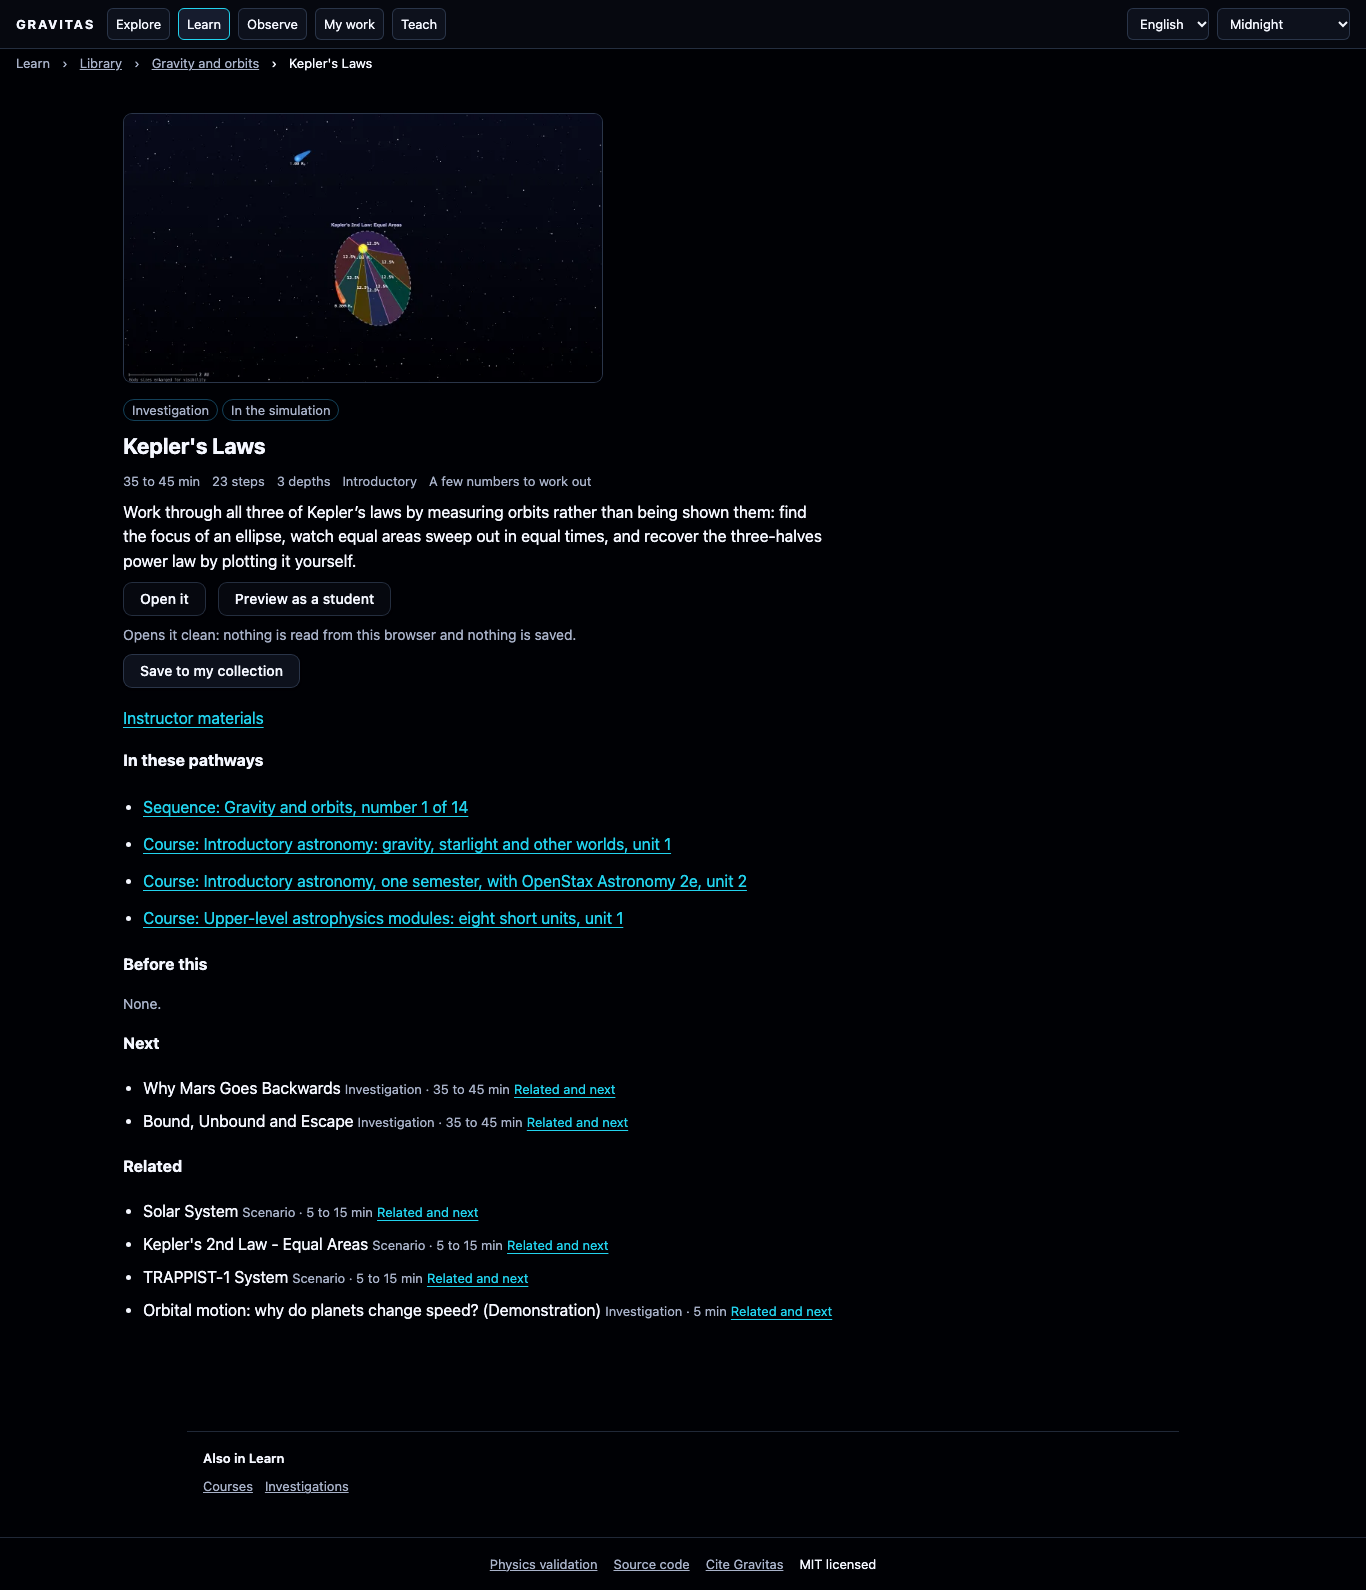 GRAVITAS Explore Learn Observe My work Teach English Midnight
Learn › Library › Gravity and orbits › Kepler's Laws
Kepler's 2nd Law: Equal Areas
12.5%
12.5%
12.5%
12.5%
12.5%
Investigation In the simulation
Kepler's Laws
35 to 45 min 23 steps 3 depths Introductory A few numbers to work out
Work through all three of Kepler’s laws by measuring orbits rather than being shown them: find
the focus of an ellipse, watch equal areas sweep out in equal times, and recover the three-halves
power law by plotting it yourself.
Open it Preview as a student
Opens it clean: nothing is read from this browser and nothing is saved.
Save to my collection
Instructor materials
In these pathways
• Sequence: Gravity and orbits, number 1 of 14
• Course: Introductory astronomy: gravity, starlight and other worlds, unit 1
• Course: Introductory astronomy, one semester, with OpenStax Astronomy 2e, unit 2
• Course: Upper-level astrophysics modules: eight short units, unit 1
Before this
None.
Next
• Why Mars Goes Backwards Investigation · 35 to 45 min Related and next
• Bound, Unbound and Escape Investigation · 35 to 45 min Related and next
Related
• Solar System Scenario · 5 to 15 min Related and next
• Kepler's 2nd Law - Equal Areas Scenario · 5 to 15 min Related and next
• TRAPPIST-1 System Scenario · 5 to 15 min Related and next
• Orbital motion: why do planets change speed? (Demonstration) Investigation · 5 min Related and next
Also in Learn
Courses Investigations
Physics validation Source code Cite Gravitas MIT licensed